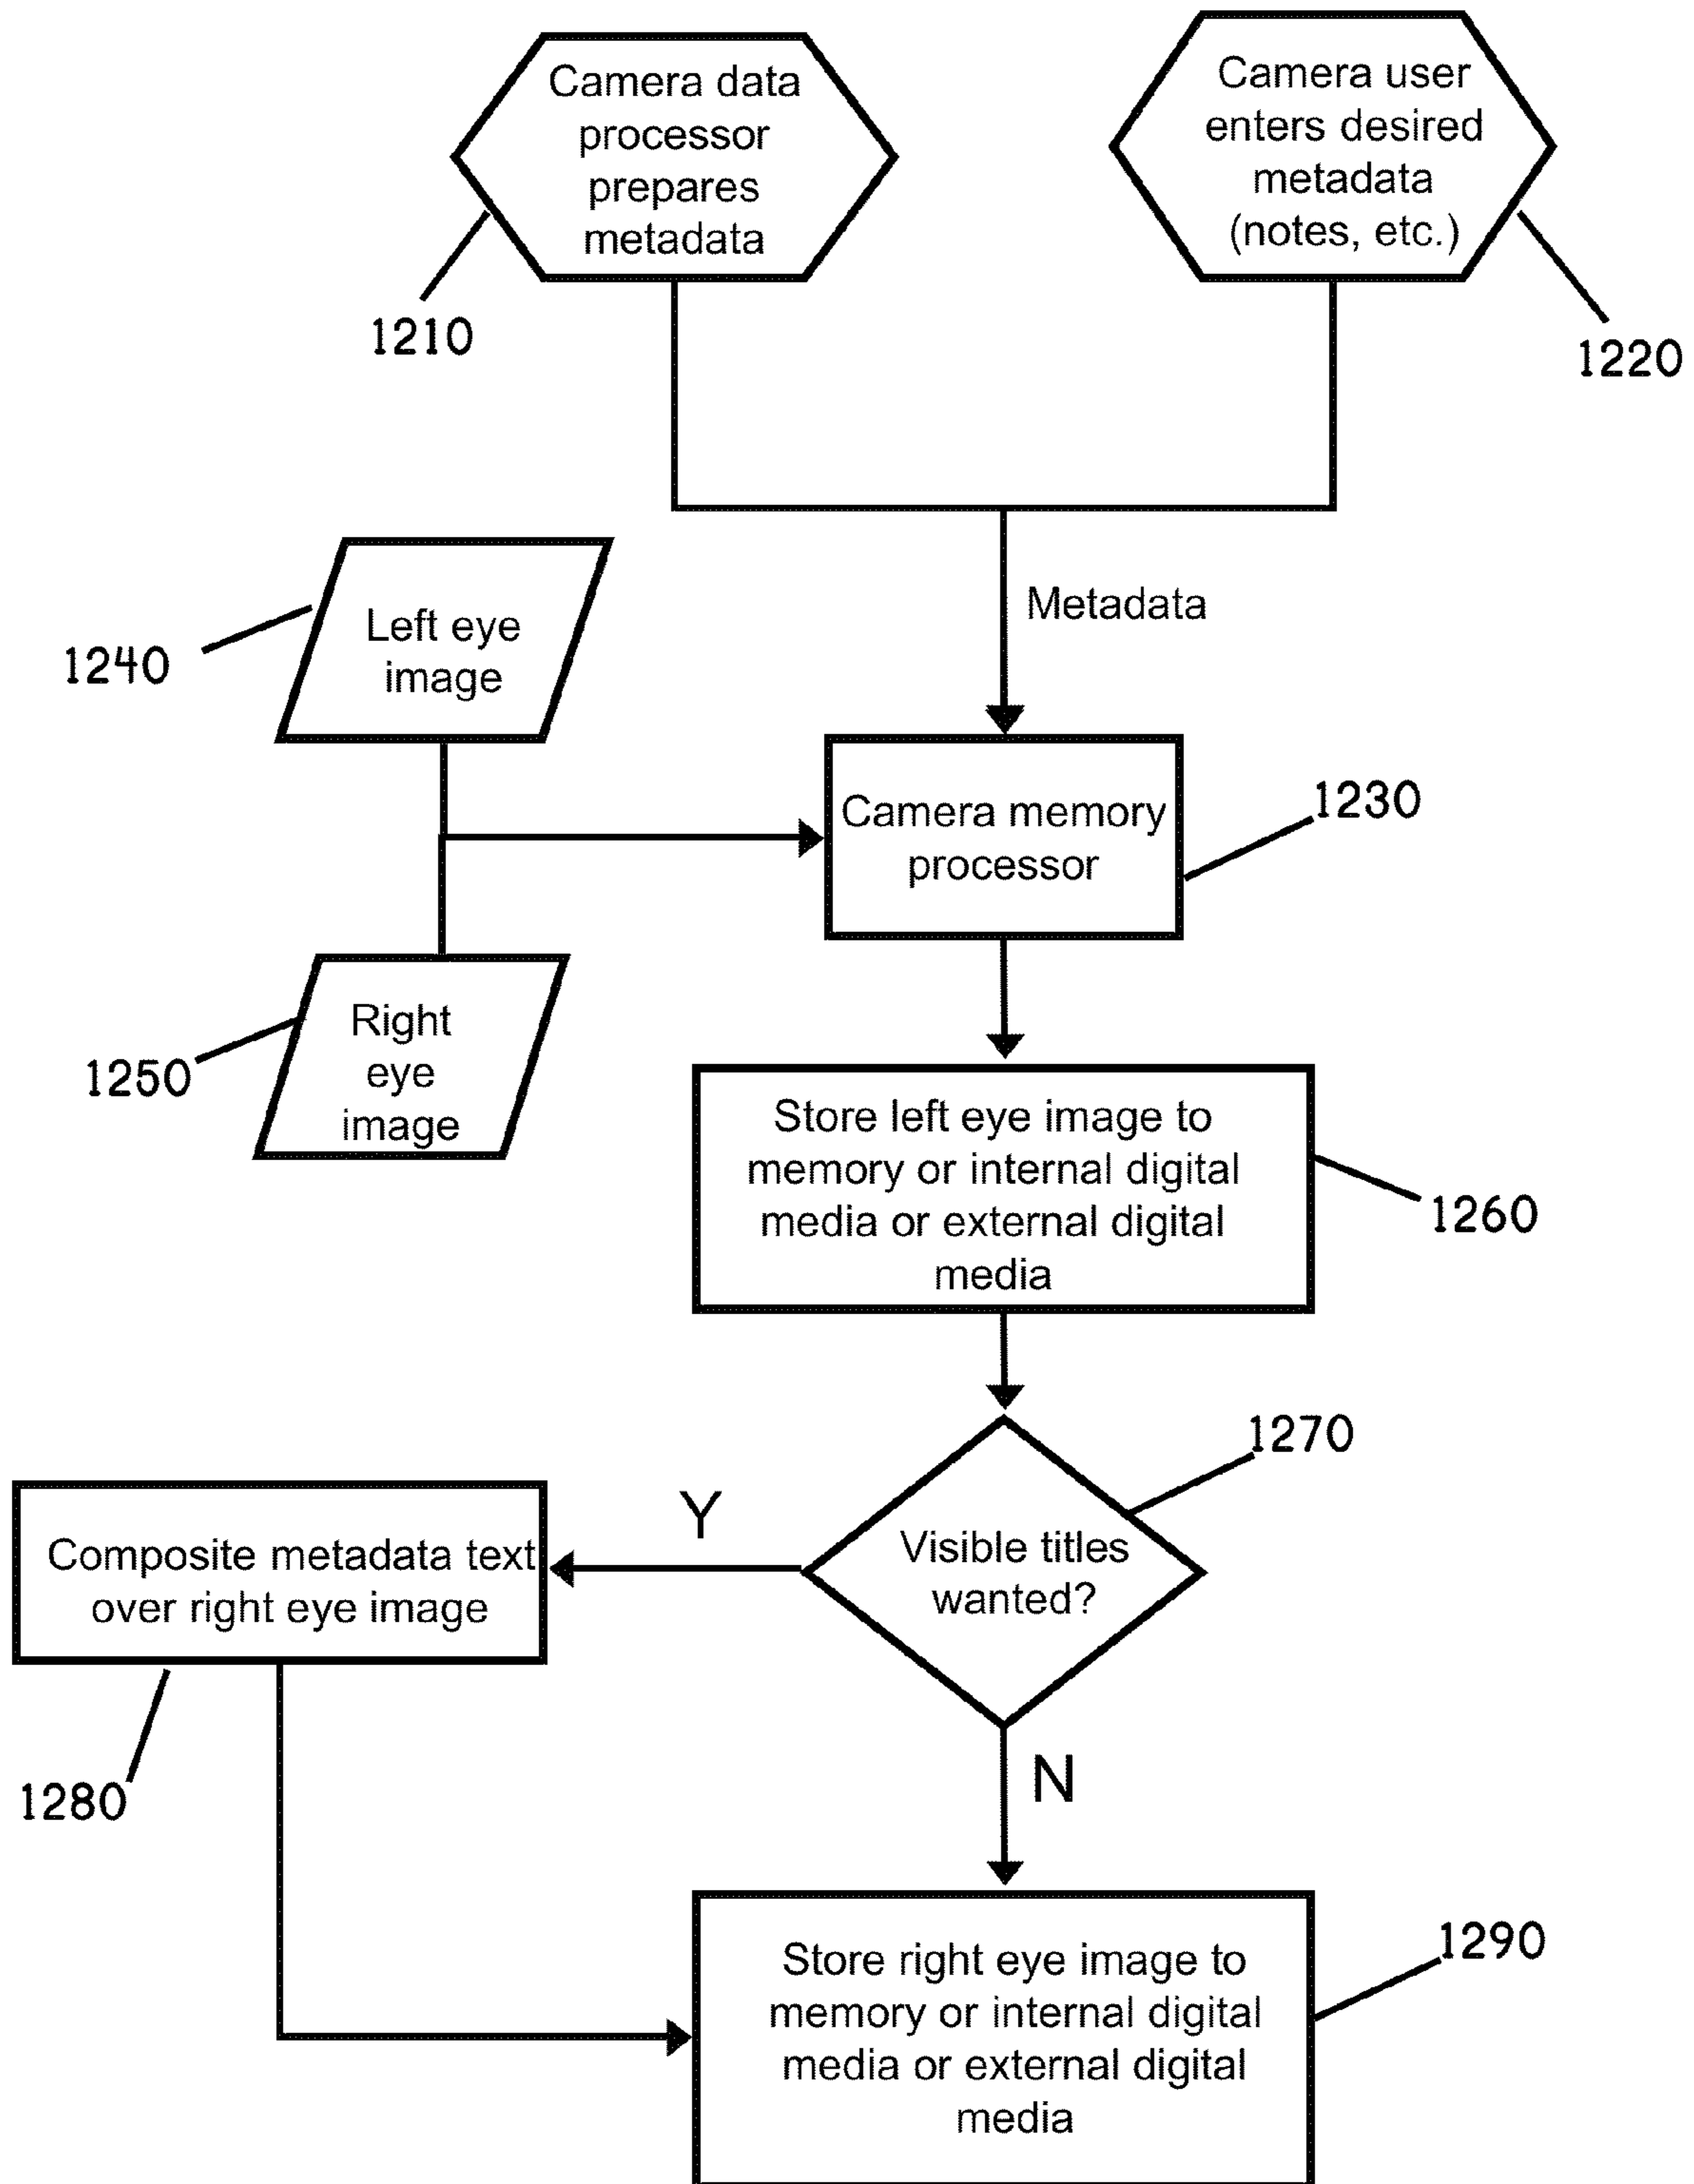 Camera data
processor
prepares
metadata
1210
Camera user
enters desired
metadata
(notes, etc.)
1220
Metadata
Left eye
image
1240
Camera memory
processor
1230
Right
eye
image
1250
Store left eye image to
memory or internal digital
media or external digital
media
1260
Visible titles
wanted?
1270
Y
Composite metadata text
over right eye image
1280
N
Store right eye image to
memory or internal digital
media or external digital
media
1290